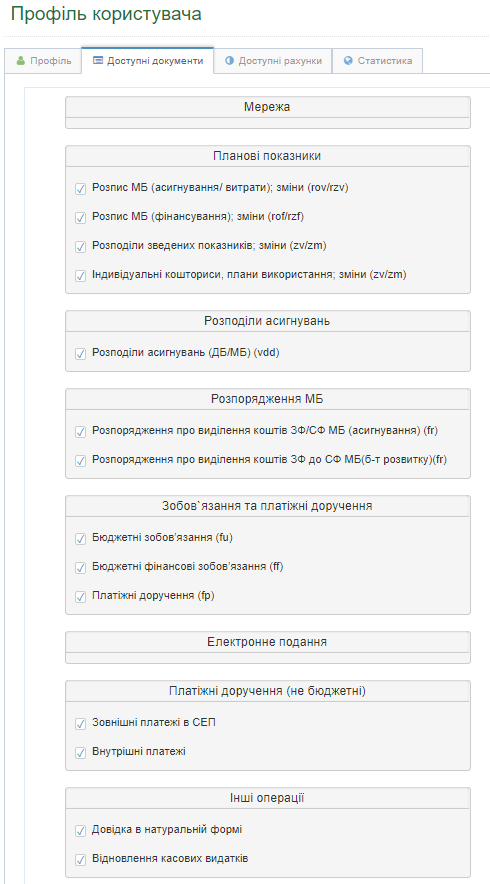 Профіль користувача
Профіль
Доступні документи
Доступні рахунки
Статистика
Мережа
Планові показники
Розпис МБ (асигнування/ витрати); зміни (rov/rzv)
Розпис МБ (фінансування); зміни (rof/rzf)
Розподіли зведених показників; зміни (zv/zm)
Індивідуальні кошториси, плани використання; зміни (zv/zm)
Розподіли асигнувань
Розподіли асигнувань (ДБ/МБ) (vdd)
Розпорядження МБ
Розпорядження про виділення коштів ЗФ/СФ МБ (асигнування) (fr)
Розпорядження про виділення коштів ЗФ до СФ МБ(б-т розвитку)(fr)
Зобов`язання та платіжні доручення
Бюджетні зобов'язання (fu)
Бюджетні фінансові зобов'язання (ff)
Платіжні доручення (fp)
Електронне подання
Платіжні доручення (не бюджетні)
Зовнішні платежі в СЕП
Внутрішні платежі
Інші операції
Довідка в натуральній формі
Відновлення касових видатків